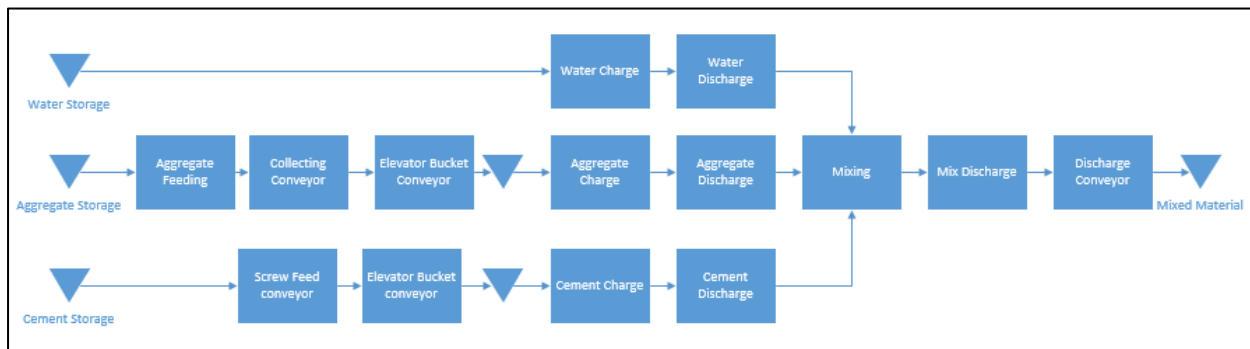 Water Charge
Water
Discharge
Water Storage
Aggregate
Feeding
Collecting
Conveyor
Elevator Bucket
Conveyor
Aggregate
Charge
Aggregate
Discharge
Mixing
Mix Discharge
Discharge
Conveyor
Aggregate Storage
Mixed Material
Screw Feed
conveyor
Elevator Bucket
conveyor
Cement Charge
Cement
Discharge
Cement Storage